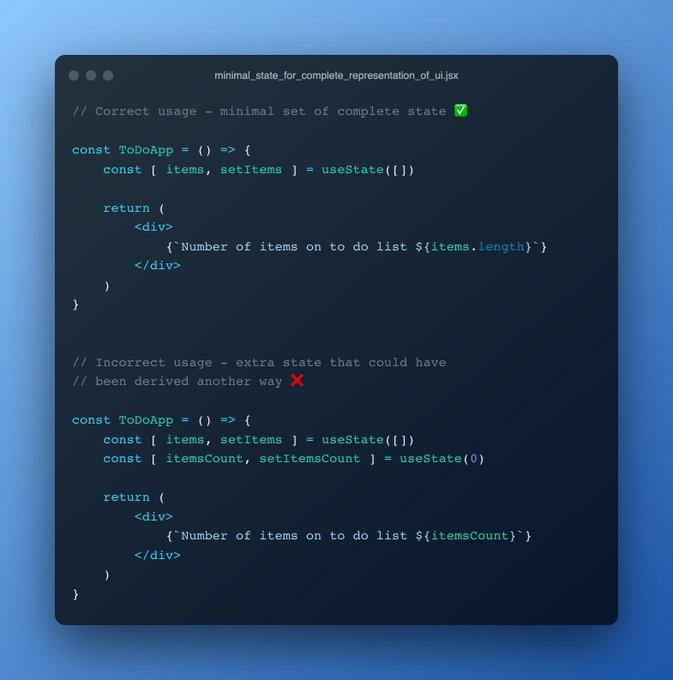 minimal_state_for_complete_representation_of_ui.jsx
// Correct usage – minimal set of complete state ✅
const ToDoApp = () => {
    const [ items, setItems ] = useState([])
    return (
        <div>
            {`Number of items on to do list ${items.length}`}
        </div>
    )
}
// Incorrect usage – extra state that could have
// been derived another way ❌
const ToDoApp = () => {
    const [ items, setItems ] = useState([])
    const [ itemsCount, setItemsCount ] = useState(0)
    return (
        <div>
            {`Number of items on to do list ${itemsCount}`}
        </div>
    )
}